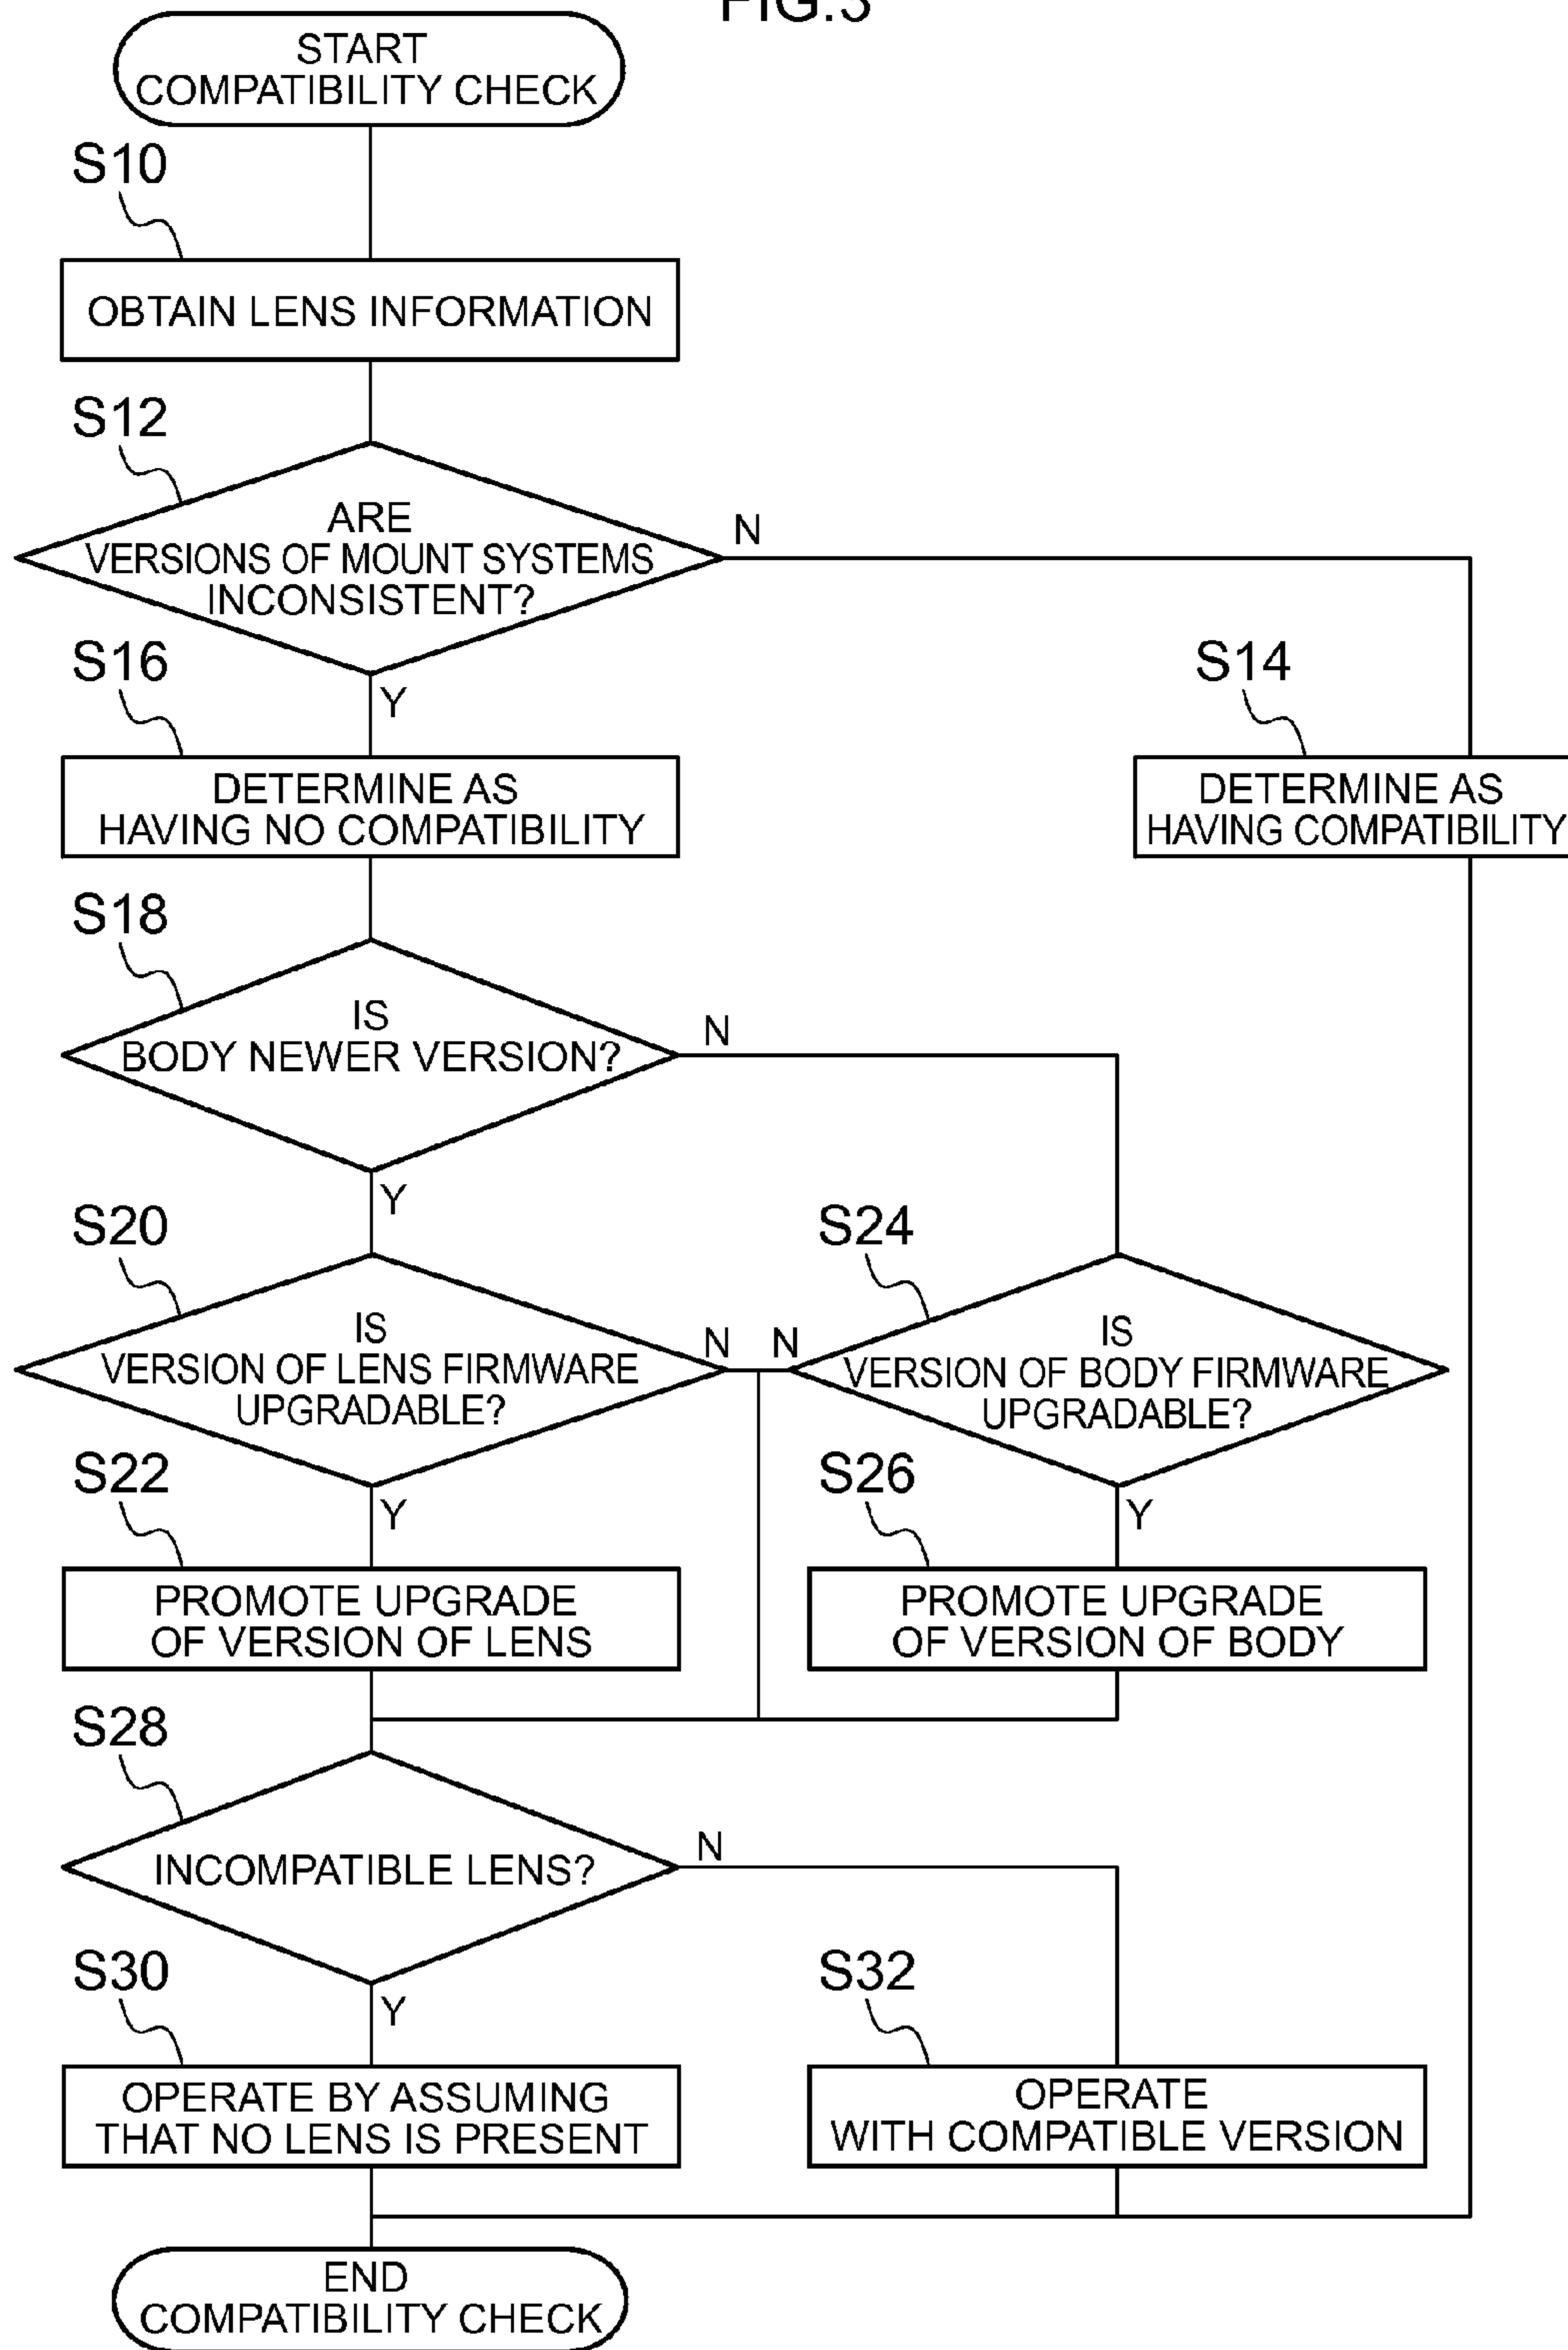 FIG.3
START
COMPATIBILITY CHECK
S10
OBTAIN LENS INFORMATION
S12
ARE
VERSIONS OF MOUNT SYSTEMS
INCONSISTENT?
N
Y
S16
DETERMINE AS
HAVING NO COMPATIBILITY
S14
DETERMINE AS
HAVING COMPATIBILITY
S18
IS
BODY NEWER VERSION?
N
Y
S20
IS
VERSION OF LENS FIRMWARE
UPGRADABLE?
N
Y
S24
IS
VERSION OF BODY FIRMWARE
UPGRADABLE?
N
Y
S22
PROMOTE UPGRADE
OF VERSION OF LENS
S26
PROMOTE UPGRADE
OF VERSION OF BODY
S28
INCOMPATIBLE LENS?
N
Y
S30
OPERATE BY ASSUMING
THAT NO LENS IS PRESENT
S32
OPERATE
WITH COMPATIBLE VERSION
END
COMPATIBILITY CHECK